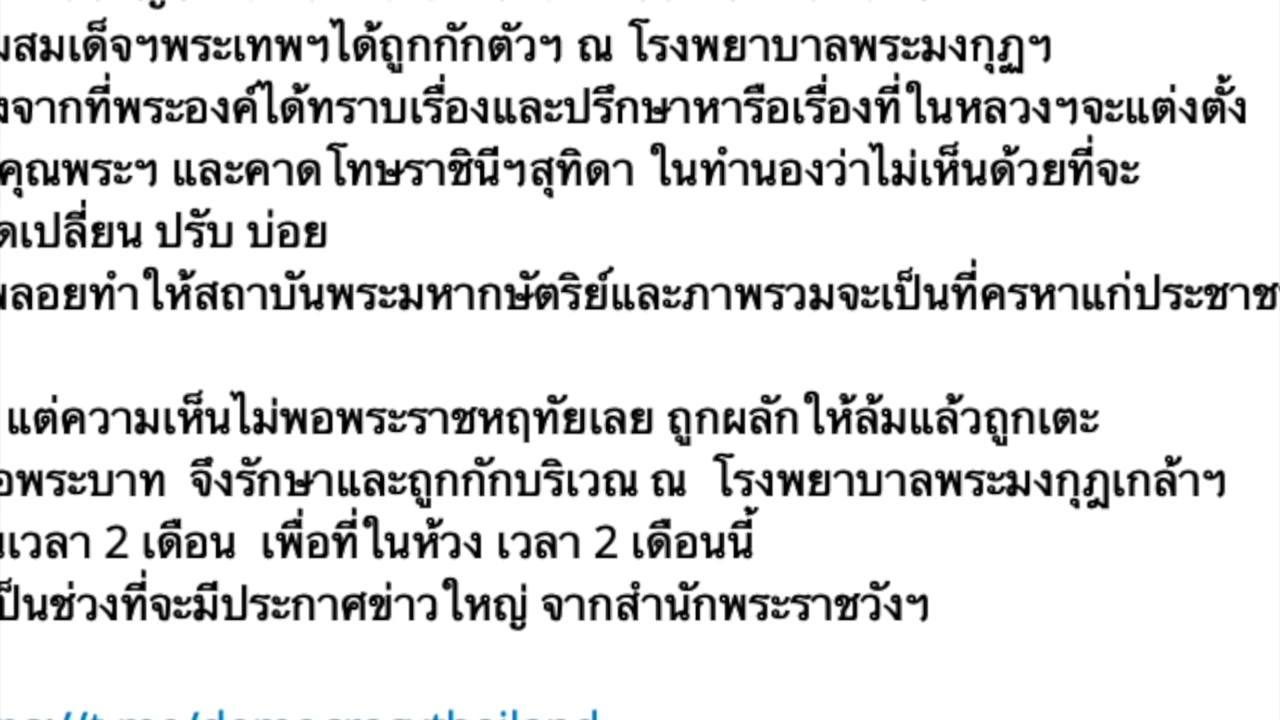 มสมเด็จฯพระเทพฯได้ถูกกักตัวฯ ณ โรงพยาบาลพระมงกุฏฯ
งจากที่พระองค์ได้ทราบเรื่องและปรึกษาหารือเรื่องที่ในหลวงฯจะแต่งตั้ง
คุณพระฯ และคาดโทษราชินีฯสุทิดา ในทำนองว่าไม่เห็นด้วยที่จะ
ดเปลี่ยน ปรับ บ่อย
พลอยทำให้สถาบันพระมหากษัตริย์และภาพรวมจะเป็นที่ครหาแก่ประชาช
แต่ความเห็นไม่พอพระราชหฤทัยเลย ถูกผลักให้ล้มแล้วถูกเตะ
อพระบาท จึงรักษาและถูกกักบริเวณ ณ โรงพยาบาลพระมงกุฎเกล้าฯ
นเวลา 2 เดือน เพื่อที่ในห้วง เวลา 2 เดือนนี้
ป็นช่วงที่จะมีประกาศข่าวใหญ่ จากสำนักพระราชวังฯ